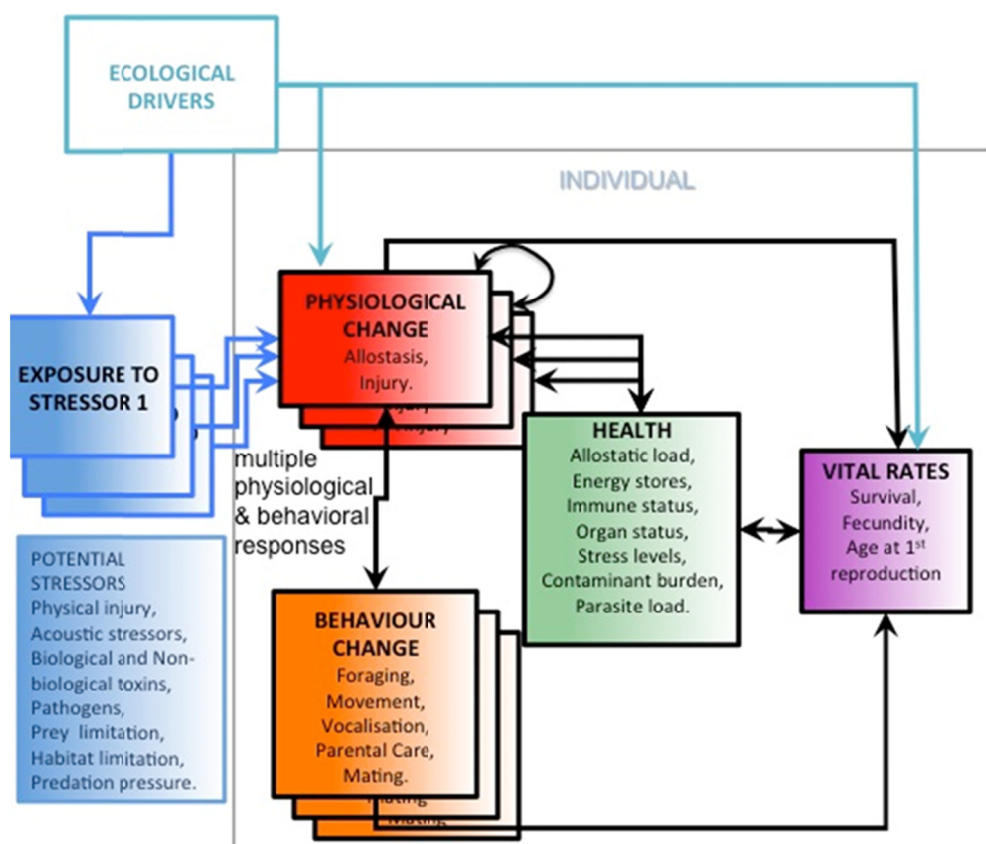 ECOLOGICAL
DRIVERS
INDIVIDUAL
PHYSIOLOGICAL
CHANGE
Allostasis,
Injury.
EXPOSURE TO
STRESSOR 1
multiple
physiological
& behavioral
responses
HEALTH
Allostatic load,
Energy stores,
Immune status,
Organ status,
Stress levels,
Contaminant burden,
Parasite load.
VITAL RATES
Survival,
Fecundity,
Age at 1st
reproduction
POTENTIAL
STRESSORS
Physical injury,
Acoustic stressors,
Biological and Non-
biological toxins,
Pathogens,
Prey limitation,
Habitat limitation,
Predation pressure.
BEHAVIOUR
CHANGE
Foraging,
Movement,
Vocalisation,
Parental Care,
Mating.
Mating